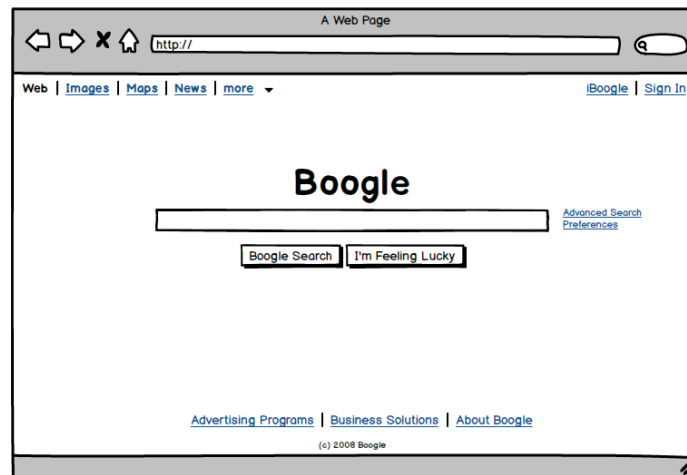 A Web Page
http://
Web | Images | Maps | News | more iBoogle | Sign In
Boogle
Advanced Search
Preferences
Boogle Search I'm Feeling Lucky
Advertising Programs | Business Solutions | About Boogle
(c) 2008 Boogle